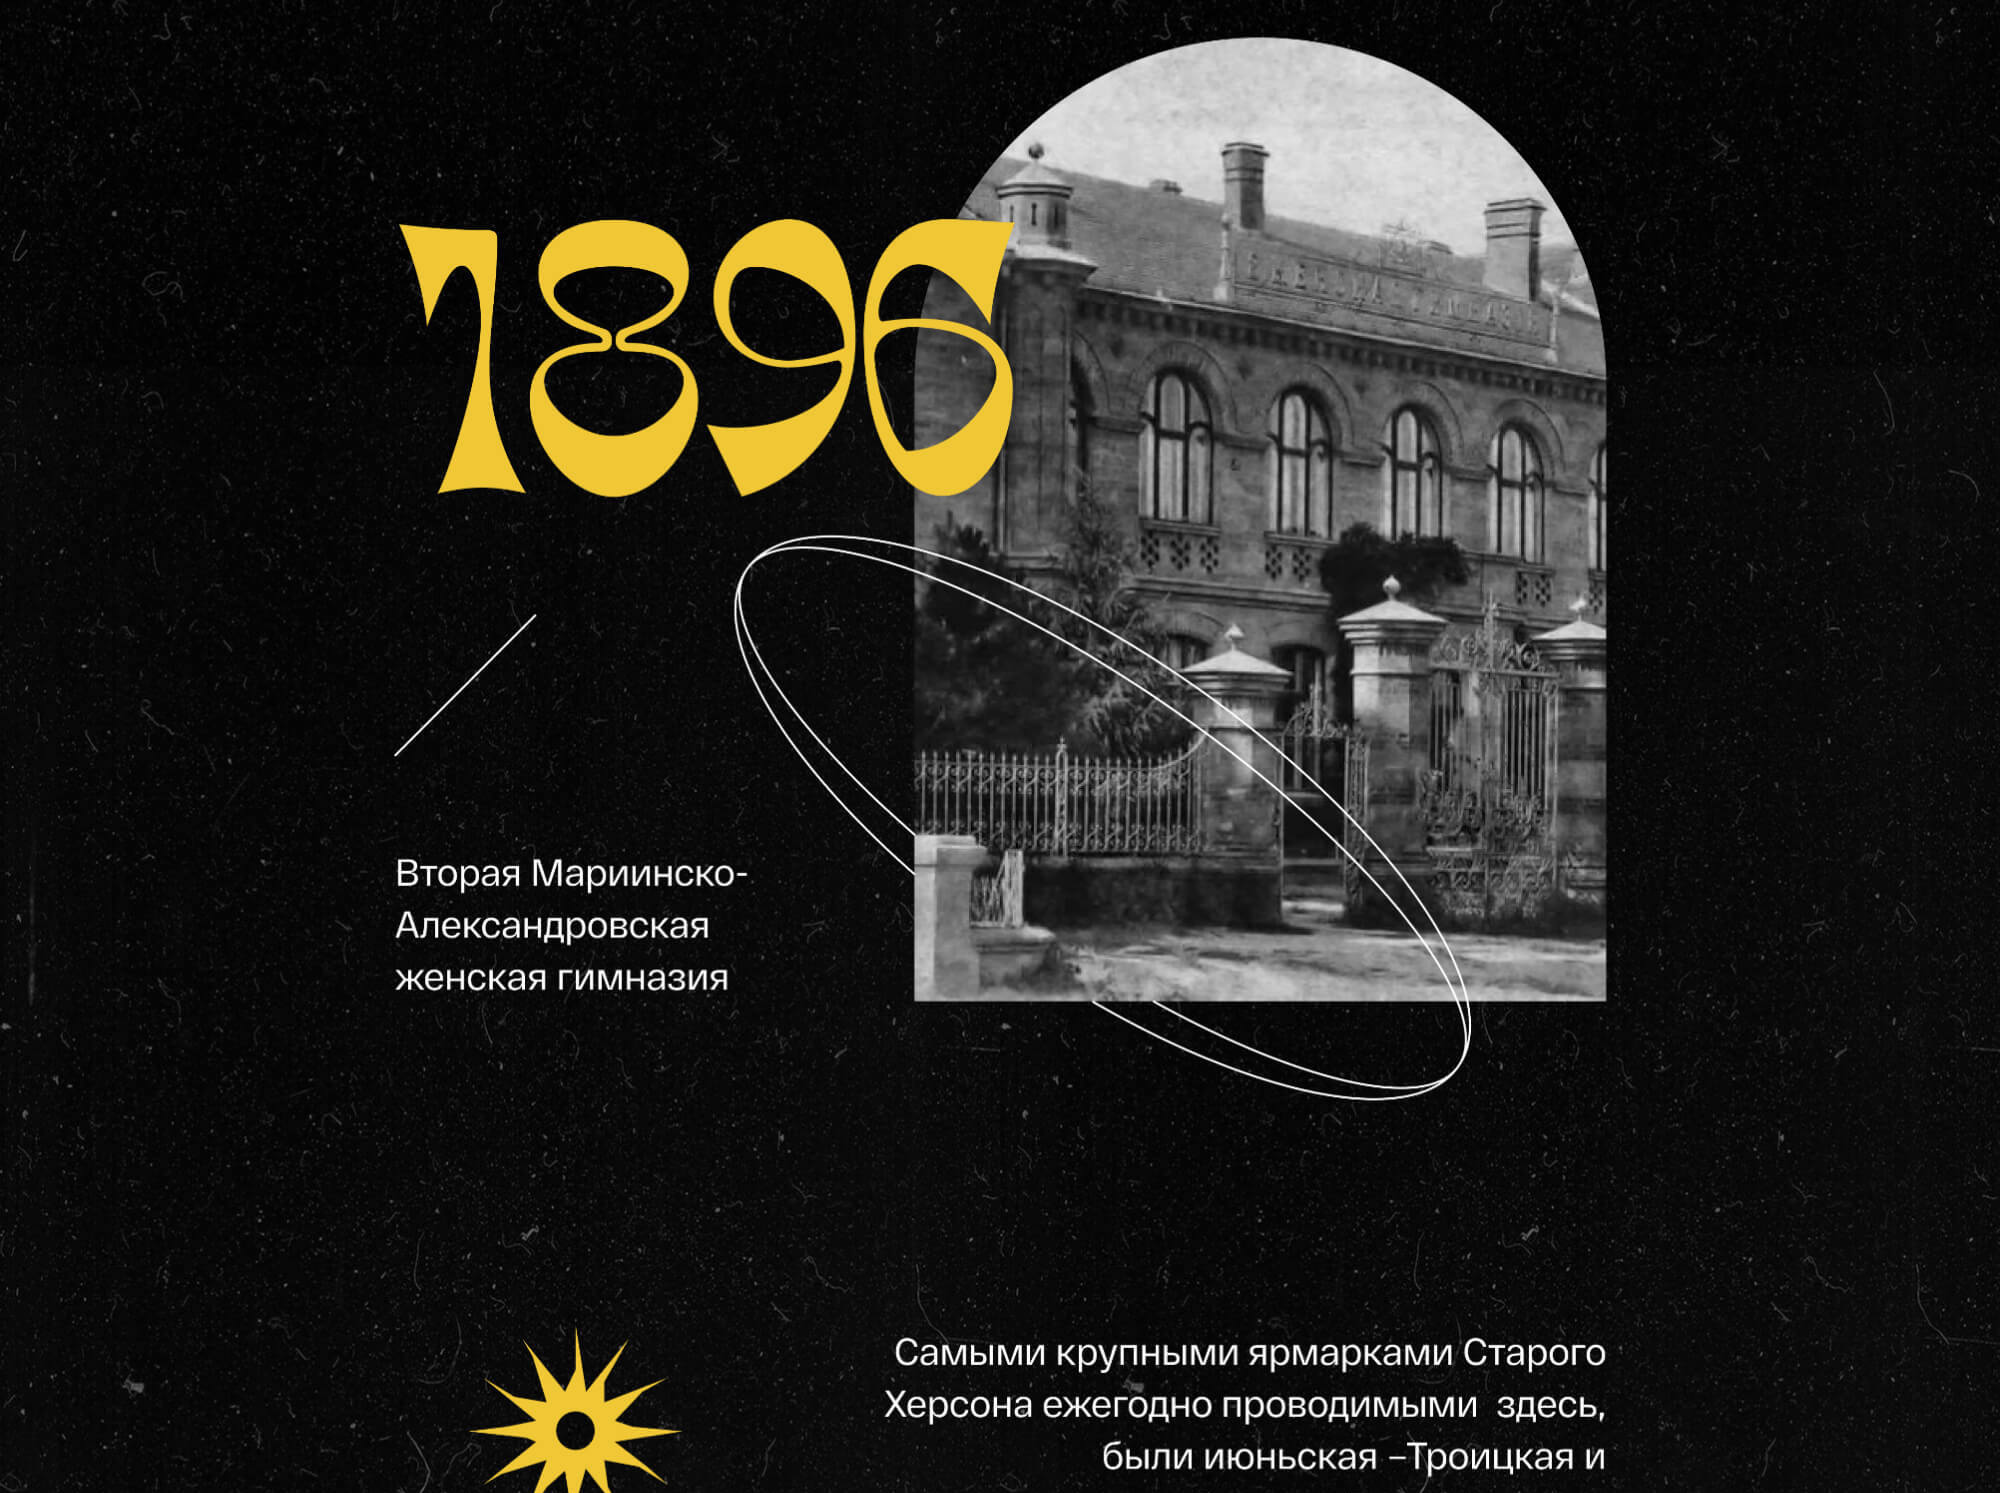 1896
Вторая Мариинско-
Александровская
женская гимназия
Самыми крупными ярмарками Старого
Херсона ежегодно проводимыми  здесь,
были июньская –Троицкая и